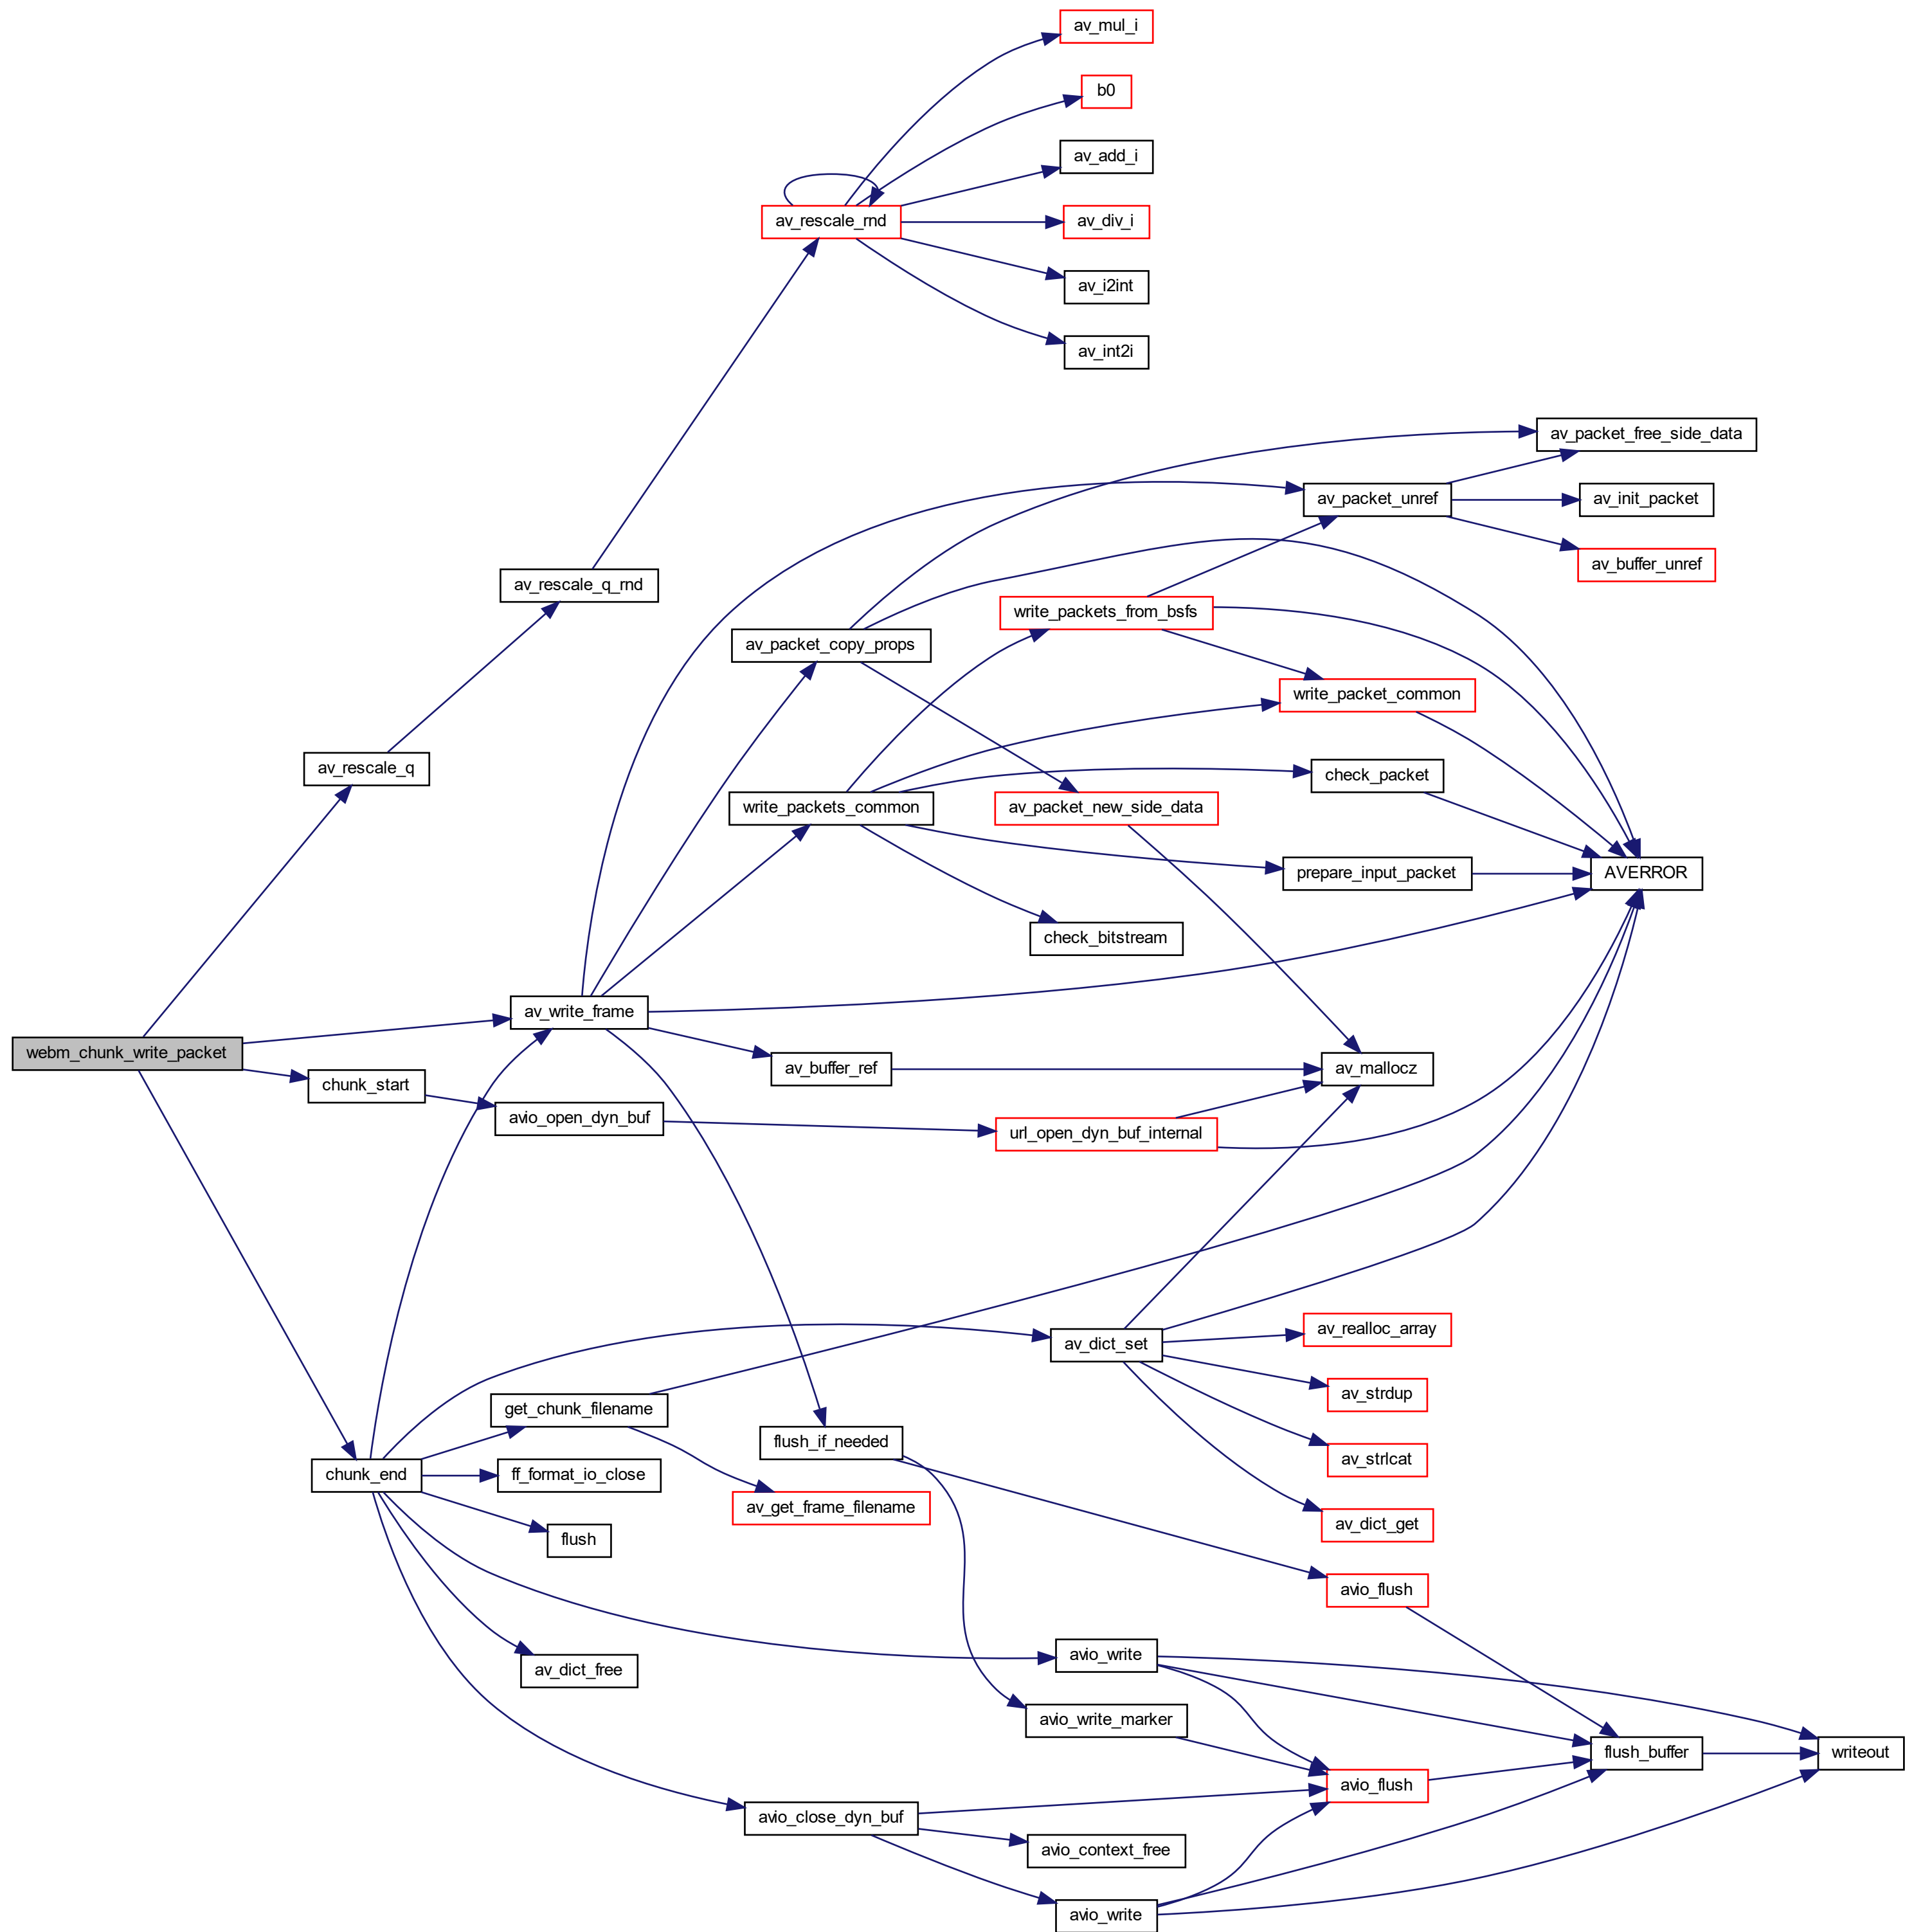 av_mul_i
b0
av_add_i
av_rescale_rnd
av_div_i
av_i2int
av_int2i
av_packet_free_side_data
av_packet_unref
av_init_packet
av_buffer_unref
av_rescale_q_rnd
write_packets_from_bsfs
av_packet_copy_props
write_packet_common
av_rescale_q
check_packet
write_packets_common
av_packet_new_side_data
prepare_input_packet
AVERROR
check_bitstream
av_write_frame
webm_chunk_write_packet
av_buffer_ref
av_mallocz
chunk_start
avio_open_dyn_buf
url_open_dyn_buf_internal
av_realloc_array
av_dict_set
av_strdup
get_chunk_filename
flush_if_needed
av_strlcat
chunk_end
ff_format_io_close
av_get_frame_filename
av_dict_get
flush
avio_flush
avio_write
av_dict_free
avio_write_marker
flush_buffer
writeout
avio_flush
avio_close_dyn_buf
avio_context_free
avio_write